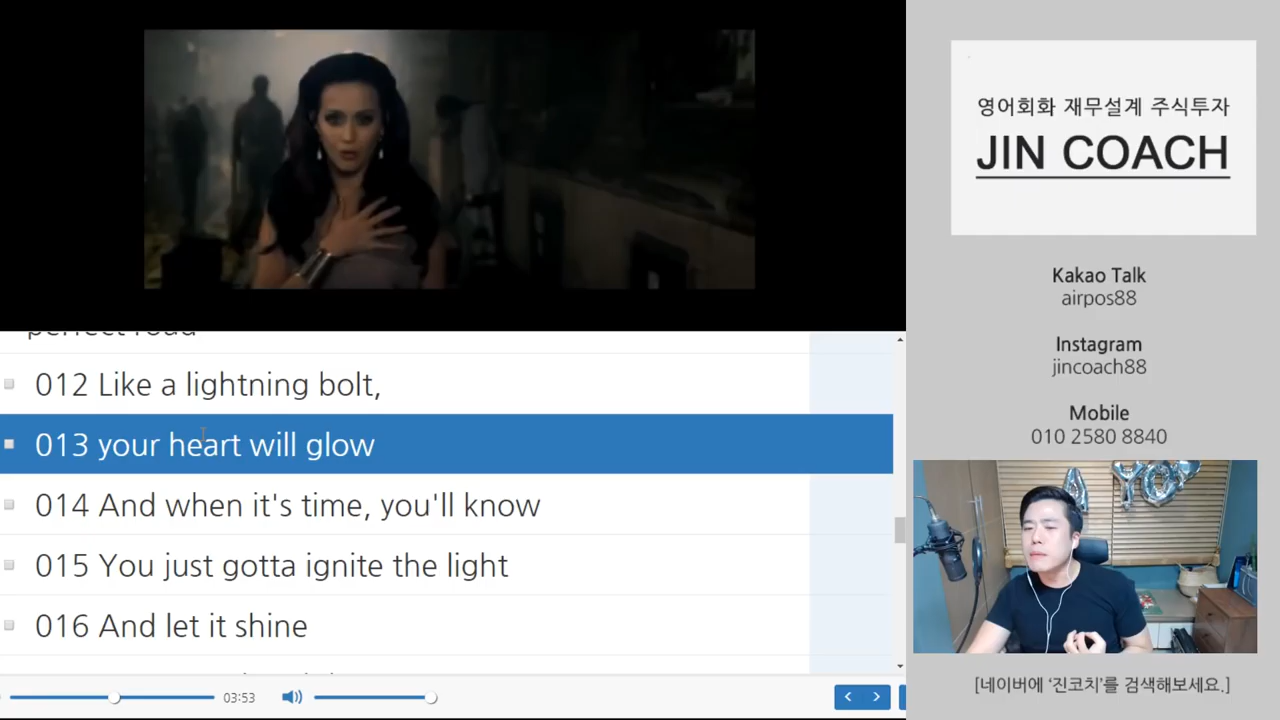 perfect road
012 Like a lightning bolt,
013 your heart will glow
014 And when it's time, you'll know
015 You just gotta ignite the light
016 And let it shine
03:53
영어회화 재무설계 주식투자
JIN COACH
Kakao Talk
airpos88
Instagram
jincoach88
Mobile
010 2580 8840
A YO!
[네이버에 '진코치'를 검색해보세요.]